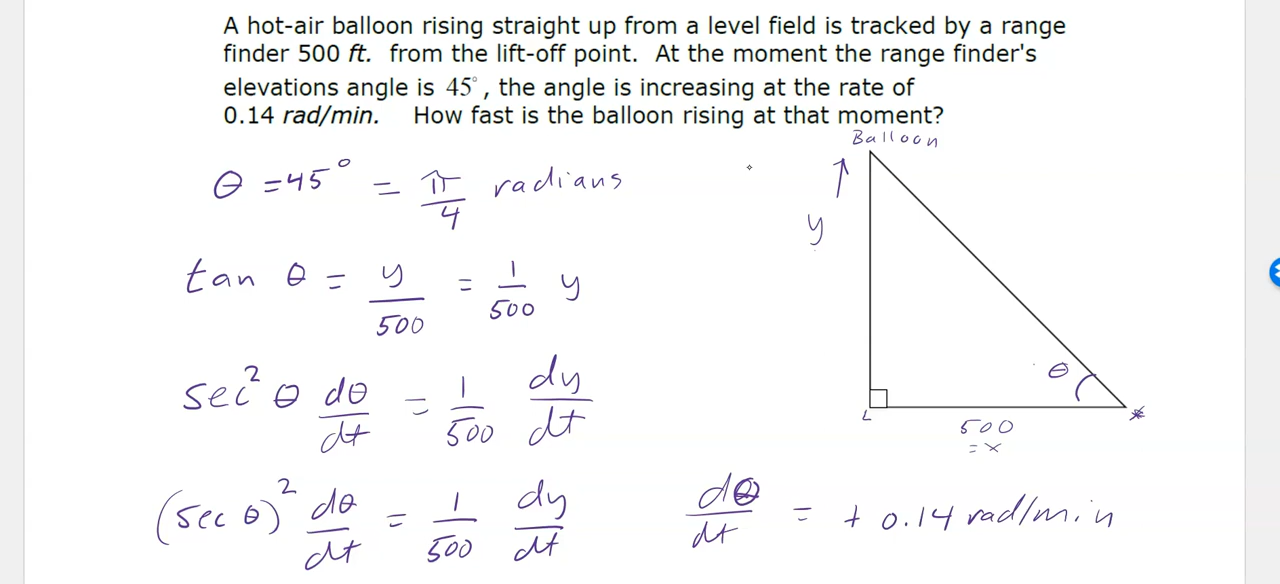 A hot-air balloon rising straight up from a level field is tracked by a range
finder 500 ft. from the lift-off point. At the moment the range finder's
elevations angle is 45°, the angle is increasing at the rate of
0.14 rad/min. How fast is the balloon rising at that moment?
Balloon
θ = 45° = π/4 radians
y
tan θ = y/500 = 1/500 y
sec² θ dθ/dt = 1/500 dy/dt
θ
L
500
= x
(sec θ)² dθ/dt = 1/500 dy/dt
dθ/dt = + 0.14 rad/min